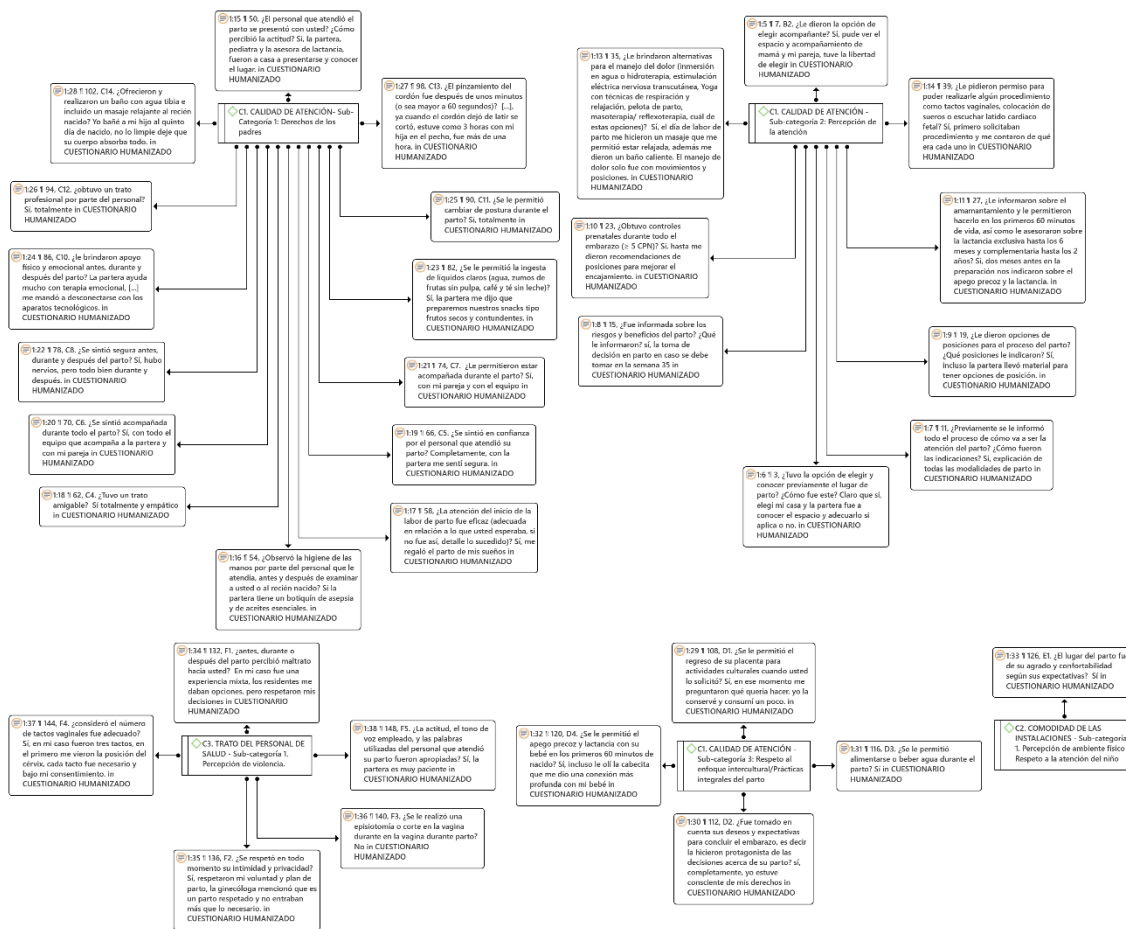 1:15 ¶ 50, ¿El personal que atendió el
parto se presentó con usted? ¿Cómo
percibió la actitud? Si, la partera,
pediatra y la asesora de lactancia,
fueron a casa a presentarse y conocer
el lugar. in CUESTIONARIO
HUMANIZADO
1:28 ¶ 102, C14. ¿Ofrecieron y
realizaron un baño con agua tibia e
incluido un masaje relajante al recién
nacido? Yo bañé a mi hija al quinto
día de nacido, no lo limpie deje que
su cuerpo absorba todo. in
CUESTIONARIO HUMANIZADO
C1. CALIDAD DE ATENCIÓN- Sub-
Categoría 1: Derechos de los
padres
1:27 ¶ 98, C13. ¿El pinzamiento del
cordón fue después de unos minutos
(o sea mayor a 60 segundos)? [...],
ya cuando el cordón dejó de latir se
cortó, estuve como 3 horas con mi
hija en el pecho, fue más de una
hora. in CUESTIONARIO
HUMANIZADO
1:26 ¶ 94, C12. ¿obtuvo un trato
profesional por parte del personal?
Sí, totalmente in CUESTIONARIO
HUMANIZADO
1:25 ¶ 90, C11. ¿Se le permitió
cambiar de postura durante el
parto? Sí, totalmente in
CUESTIONARIO HUMANIZADO
1:24 ¶ 86, C10. ¿le brindaron apoyo
físico y emocional antes, durante y
después del parto? La partera ayuda
mucho con terapia emocional, [...]
me mandó a desconectarse con los
aparatos tecnológicos. in
CUESTIONARIO HUMANIZADO
1:23 ¶ 82, ¿Se le permitió la ingesta
de líquidos claros (agua, zumos de
frutas sin pulpa, café y té sin leche)?
Sí, la partera me dijo que
preparemos nuestros snacks tipo
frutos secos y contundentes. in
CUESTIONARIO HUMANIZADO
1:22 ¶ 78, C8. ¿Se sintió segura antes,
durante y después del parto? Sí, hubo
nervios, pero todo bien durante y
después. in CUESTIONARIO
HUMANIZADO
1:21 ¶ 74, C7. ¿Le permitieron estar
acompañada durante el parto? Sí,
con mi pareja y con el equipo in
CUESTIONARIO HUMANIZADO
1:20 ¶ 70, C6. ¿Se sintió acompañada
durante todo el parto? Sí, con todo el
equipo que acompaña a la partera y
con mi pareja in CUESTIONARIO
HUMANIZADO
1:19 ¶ 66, C5. ¿Se sintió en confianza
por el personal que atendió su
parto? Completamente, con la
partera me sentí segura. in
CUESTIONARIO HUMANIZADO
1:18 ¶ 62, C4. ¿Tuvo un trato
amigable? Sí totalmente y empático in
CUESTIONARIO HUMANIZADO
1:17 ¶ 58, ¿La atención del inicio de la
labor de parto fue eficaz (adecuada
en relación a lo que usted esperaba, si
no fue así, detalle lo sucedido)? Sí, me
regaló el parto de mis sueños in
CUESTIONARIO HUMANIZADO
1:16 ¶ 54, ¿Observó la higiene de las
manos por parte del personal que le
atendía, antes y después de examinar
a usted o al recién nacido? Si la
partera tiene un botiquín de asepsia
y de aceites esenciales. in
CUESTIONARIO HUMANIZADO
1:5 ¶ 7, B2. ¿Le dieron la opción de
elegir acompañante? Sí, pude ver el
espacio y acompañamiento de
mamá y mi pareja, tuve la libertad
de elegir in CUESTIONARIO
HUMANIZADO
1:13 ¶ 35, ¿Le brindaron alternativas
para el manejo del dolor (inmersión
en agua o hidroterapia, estimulación
eléctrica nerviosa transcutánea, Yoga
con técnicas de respiración y
relajación, pelota de parto,
masoterapia/ reflexoterapia, cuál de
estas opciones)? Sí, el día de labor de
parto me hicieron un masaje que me
permitió estar relajada, además me
dieron un baño caliente. El manejo de
dolor solo fue con movimientos y
posiciones. in CUESTIONARIO
HUMANIZADO
C1. CALIDAD DE ATENCIÓN -
Sub-categoría 2: Percepción de
la atención
1:14 ¶ 39, ¿Le pidieron permiso para
poder realizarle algún procedimiento
como tactos vaginales, colocación de
sueros o escuchar latido cardiaco
fetal? Sí, primero solicitaban
procedimiento y me contaron de qué
era cada uno in CUESTIONARIO
HUMANIZADO
1:11 ¶ 27, ¿Le informaron sobre el
amamantamiento y le permitieron
hacerlo en los primeros 60 minutos
de vida, así como le asesoraron sobre
la lactancia exclusiva hasta los 6
meses y complementaria hasta los 2
años? Sí, dos meses antes en la
preparación nos indicaron sobre el
apego precoz y la lactancia. in
CUESTIONARIO HUMANIZADO
1:10 ¶ 23, ¿Obtuvo controles
prenatales durante todo el
embarazo (≥ 5 CPN)? Sí, hasta me
dieron recomendaciones de
posiciones para mejorar el
encajamiento. in CUESTIONARIO
HUMANIZADO
1:8 ¶ 15, ¿Fue informada sobre los
riesgos y beneficios del parto? ¿Qué
le informaron? sí, la toma de
decisión en parto en caso se debe
tomar en la semana 35 in
CUESTIONARIO HUMANIZADO
1:9 ¶ 19, ¿Le dieron opciones de
posiciones para el proceso del parto?
¿Qué posiciones le indicaron? Sí,
incluso la partera llevó material para
tener opciones de posición. in
CUESTIONARIO HUMANIZADO
1:7 ¶ 11, ¿Previamente se le informó
todo el proceso de cómo va a ser la
atención del parto? ¿Cómo fueron
las indicaciones? Sí, explicación de
todas las modalidades de parto in
CUESTIONARIO HUMANIZADO
1:6 ¶ 3, ¿Tuvo la opción de elegir y
conocer previamente el lugar de
parto? ¿Cómo fue este? Claro que sí,
elegí mi casa y la partera fue a
conocer el espacio y adecuarlo si
aplica o no. in CUESTIONARIO
HUMANIZADO
1:34 ¶ 132, F1. ¿antes, durante o
después del parto percibió maltrato
hacia usted? En mi caso fue una
experiencia mixta, los residentes me
daban opciones, pero respetaron mis
decisiones in CUESTIONARIO
HUMANIZADO
1:37 ¶ 144, F4. ¿consideró el número
de tactos vaginales fue adecuado?
Sí, en mi caso fueron tres tactos, en
el primero me vieron la posición del
cérvix, cada tacto fue necesario y
bajo mi consentimiento. in
CUESTIONARIO HUMANIZADO
C3. TRATO DEL PERSONAL DE
SALUD - Sub-categoría 1.
Percepción de violencia.
1:38 ¶ 148, F5. ¿La actitud, el tono de
voz empleado, y las palabras
utilizadas del personal que atendió
su parto fueron apropiadas? Sí, la
partera es muy paciente in
CUESTIONARIO HUMANIZADO
1:36 ¶ 140, F3. ¿Se le realizó una
episiotomía o corte en la vagina
durante en la vagina durante parto?
No in CUESTIONARIO
HUMANIZADO
1:35 ¶ 136, F2. ¿Se respetó en todo
momento su intimidad y privacidad?
Sí, respetaron mi voluntad y plan de
parto, la ginecóloga mencionó que es
un parto respetado y no entraban
más que lo necesario. in
CUESTIONARIO HUMANIZADO
1:29 ¶ 108, D1. ¿Se le permitió el
regreso de su placenta para
actividades culturales cuando usted
lo solicitó? Sí, en ese momento me
preguntaron qué quería hacer. yo la
conservé y consumí un poco. in
CUESTIONARIO HUMANIZADO
1:32 ¶ 120, D4. ¿Se le permitió el
apego precoz y lactancia con su
bebé en los primeros 60 minutos de
nacido? Sí, incluso le olí la cabecita
que me dio una conexión más
profunda con mi bebé in
CUESTIONARIO HUMANIZADO
C1. CALIDAD DE ATENCIÓN -
Sub-categoría 3: Respeto al
enfoque intercultural/Prácticas
integrales del parto
1:31 ¶ 116, D3. ¿Se le permitió
alimentarse o beber agua durante el
parto? Si in CUESTIONARIO
HUMANIZADO
1:30 ¶ 112, D2. ¿Fue tomado en
cuenta sus deseos y expectativas
para concluir el embarazo, es decir
la hicieron protagonista de las
decisiones acerca de su parto? sí,
completamente, yo estuve
consciente de mis derechos in
CUESTIONARIO HUMANIZADO
1:33 ¶ 126, E1. ¿El lugar del parto fue
de su agrado y confortabilidad
según sus expectativas? Sí in
CUESTIONARIO HUMANIZADO
C2. COMODIDAD DE LAS
INSTALACIONES - Sub-categoría
1. Percepción de ambiente físico
Respeto a la atención del niño